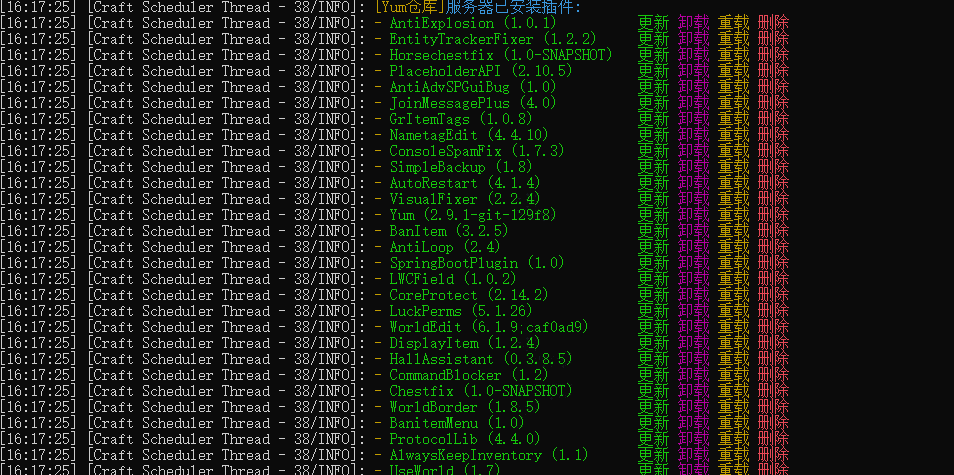 [16:17:25] [Craft Scheduler Thread - 38/INFO]: [Yum仓库]服务器已安装插件:
[16:17:25] [Craft Scheduler Thread - 38/INFO]: - AntiExplosion (1.0.1) 更新 卸载 重载 删除
[16:17:25] [Craft Scheduler Thread - 38/INFO]: - EntityTrackerFixer (1.2.2) 更新 卸载 重载 删除
[16:17:25] [Craft Scheduler Thread - 38/INFO]: - Horsechestfix (1.0-SNAPSHOT) 更新 卸载 重载 删除
[16:17:25] [Craft Scheduler Thread - 38/INFO]: - PlaceholderAPI (2.10.5) 更新 卸载 重载 删除
[16:17:25] [Craft Scheduler Thread - 38/INFO]: - AntiAdvSPGuiBug (1.0) 更新 卸载 重载 删除
[16:17:25] [Craft Scheduler Thread - 38/INFO]: - JoinMessagePlus (4.0) 更新 卸载 重载 删除
[16:17:25] [Craft Scheduler Thread - 38/INFO]: - GrItemTags (1.0.8) 更新 卸载 重载 删除
[16:17:25] [Craft Scheduler Thread - 38/INFO]: - NametagEdit (4.4.10) 更新 卸载 重载 删除
[16:17:25] [Craft Scheduler Thread - 38/INFO]: - ConsoleSpamFix (1.7.3) 更新 卸载 重载 删除
[16:17:25] [Craft Scheduler Thread - 38/INFO]: - SimpleBackup (1.8) 更新 卸载 重载 删除
[16:17:25] [Craft Scheduler Thread - 38/INFO]: - AutoRestart (4.1.4) 更新 卸载 重载 删除
[16:17:25] [Craft Scheduler Thread - 38/INFO]: - VisualFixer (2.2.4) 更新 卸载 重载 删除
[16:17:25] [Craft Scheduler Thread - 38/INFO]: - Yum (2.9.1-git-129f8) 更新 卸载 重载 删除
[16:17:25] [Craft Scheduler Thread - 38/INFO]: - BanItem (3.2.5) 更新 卸载 重载 删除
[16:17:25] [Craft Scheduler Thread - 38/INFO]: - AntiLoop (2.4) 更新 卸载 重载 删除
[16:17:25] [Craft Scheduler Thread - 38/INFO]: - SpringBootPlugin (1.0) 更新 卸载 重载 删除
[16:17:25] [Craft Scheduler Thread - 38/INFO]: - LWCField (1.0.2) 更新 卸载 重载 删除
[16:17:25] [Craft Scheduler Thread - 38/INFO]: - CoreProtect (2.14.2) 更新 卸载 重载 删除
[16:17:25] [Craft Scheduler Thread - 38/INFO]: - LuckPerms (5.1.26) 更新 卸载 重载 删除
[16:17:25] [Craft Scheduler Thread - 38/INFO]: - WorldEdit (6.1.9;caf0ad9) 更新 卸载 重载 删除
[16:17:25] [Craft Scheduler Thread - 38/INFO]: - DisplayItem (1.2.4) 更新 卸载 重载 删除
[16:17:25] [Craft Scheduler Thread - 38/INFO]: - HallAssistant (0.3.8.5) 更新 卸载 重载 删除
[16:17:25] [Craft Scheduler Thread - 38/INFO]: - CommandBlocker (1.2) 更新 卸载 重载 删除
[16:17:25] [Craft Scheduler Thread - 38/INFO]: - Chestfix (1.0-SNAPSHOT) 更新 卸载 重载 删除
[16:17:25] [Craft Scheduler Thread - 38/INFO]: - WorldBorder (1.8.5) 更新 卸载 重载 删除
[16:17:25] [Craft Scheduler Thread - 38/INFO]: - BanitemMenu (1.0) 更新 卸载 重载 删除
[16:17:25] [Craft Scheduler Thread - 38/INFO]: - ProtocolLib (4.4.0) 更新 卸载 重载 删除
[16:17:25] [Craft Scheduler Thread - 38/INFO]: - AlwaysKeepInventory (1.1) 更新 卸载 重载 删除
[16:17:25] [Craft Scheduler Thread - 38/INFO]: - UseWorld (1.7) 更新 卸载 重载 删除